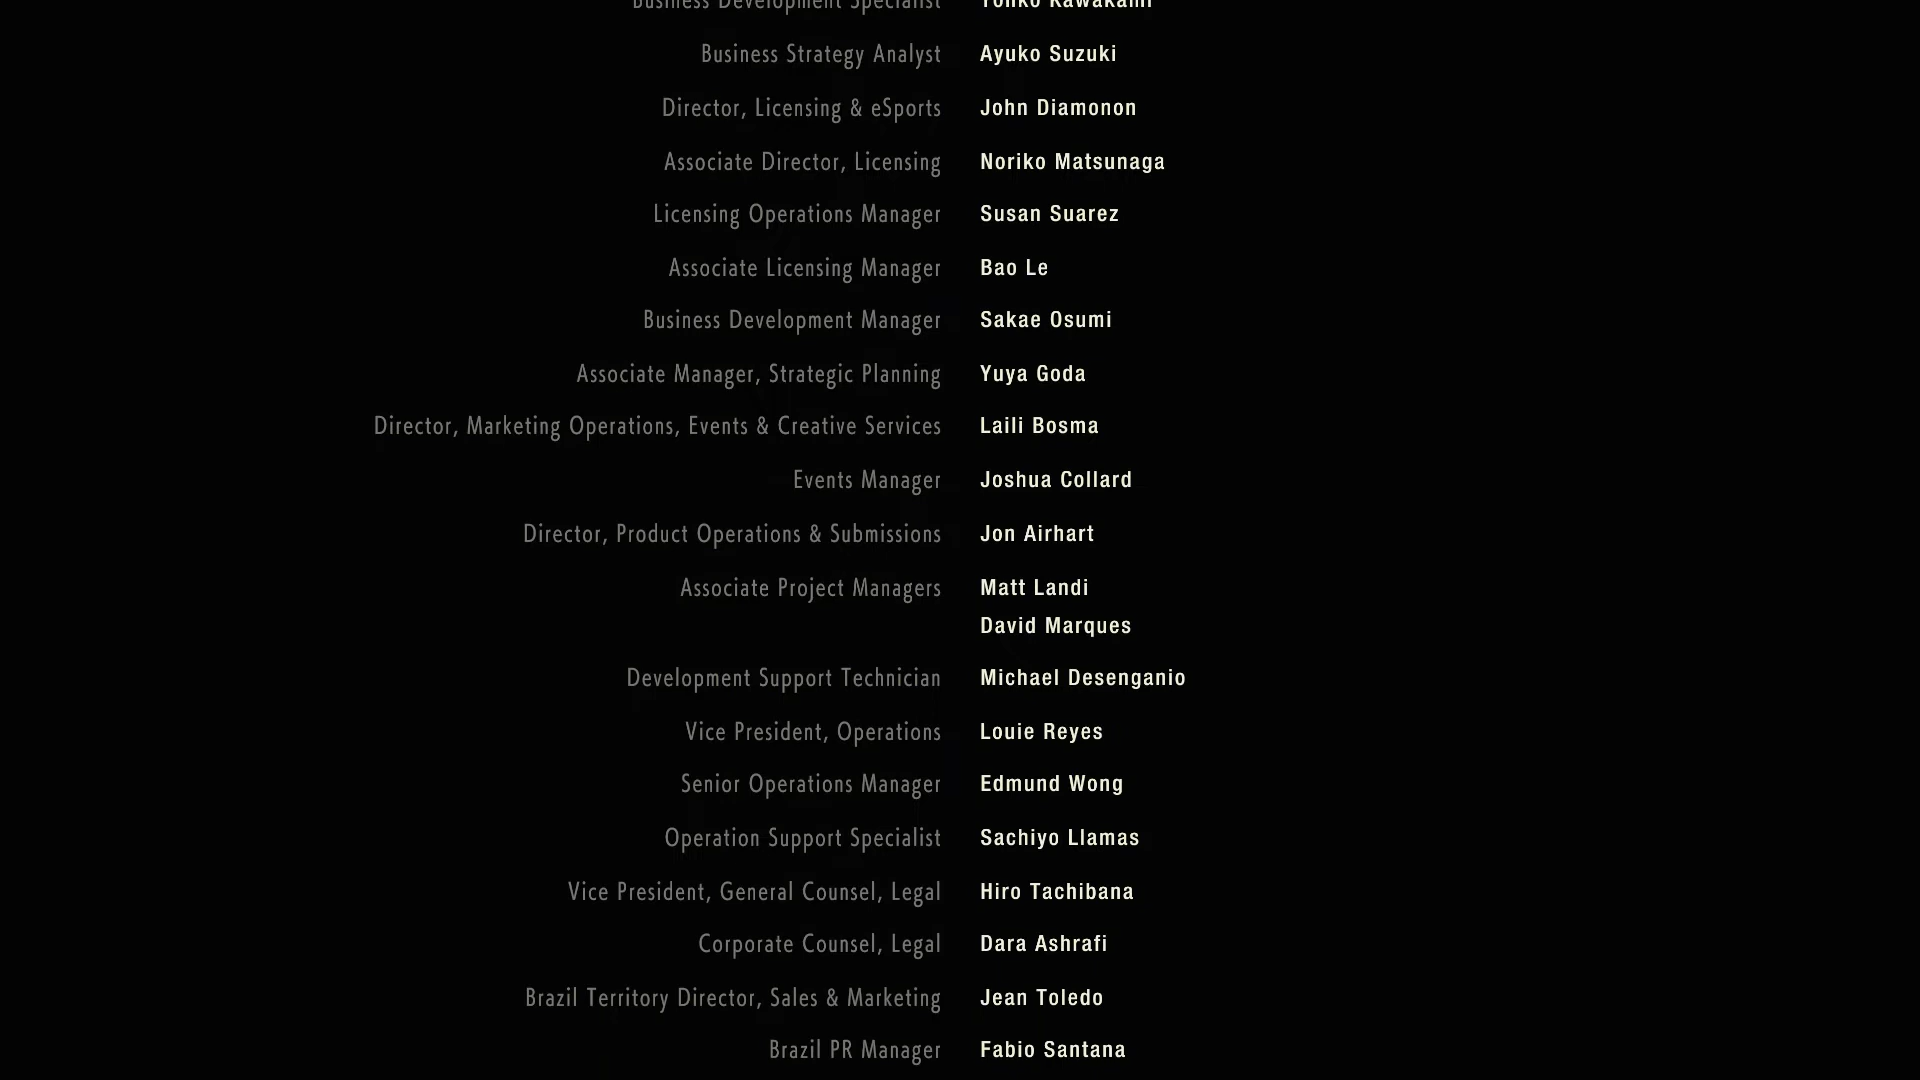 Business Development Specialist Yoriko Kawakami
Business Strategy Analyst Ayuko Suzuki
Director, Licensing & eSports John Diamonon
Associate Director, Licensing Noriko Matsunaga
Licensing Operations Manager Susan Suarez
Associate Licensing Manager Bao Le
Business Development Manager Sakae Osumi
Associate Manager, Strategic Planning Yuya Goda
Director, Marketing Operations, Events & Creative Services Laili Bosma
Events Manager Joshua Collard
Director, Product Operations & Submissions Jon Airhart
Associate Project Managers Matt Landi
David Marques
Development Support Technician Michael Desenganio
Vice President, Operations Louie Reyes
Senior Operations Manager Edmund Wong
Operation Support Specialist Sachiyo Llamas
Vice President, General Counsel, Legal Hiro Tachibana
Corporate Counsel, Legal Dara Ashrafi
Brazil Territory Director, Sales & Marketing Jean Toledo
Brazil PR Manager Fabio Santana